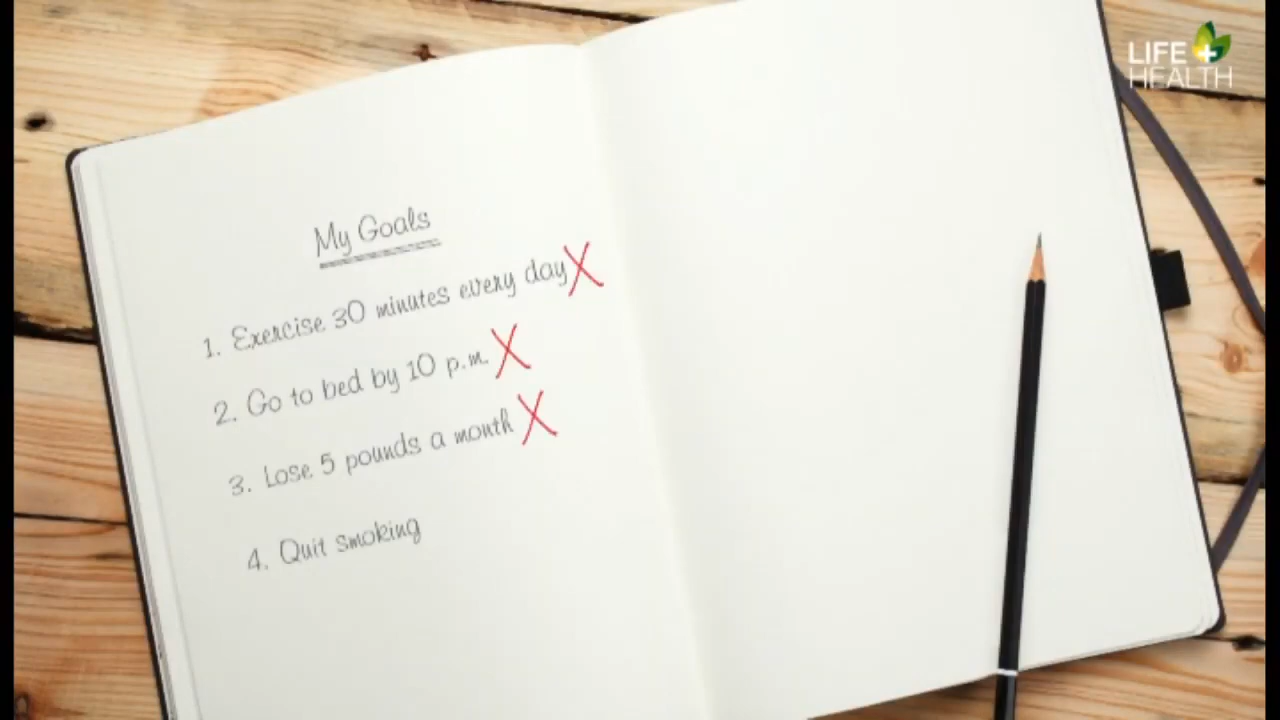 LIFE+
HEALTH
My Goals
1. Exercise 30 minutes every day X
2. Go to bed by 10 p.m. X
3. Lose 5 pounds a month X
4. Quit smoking